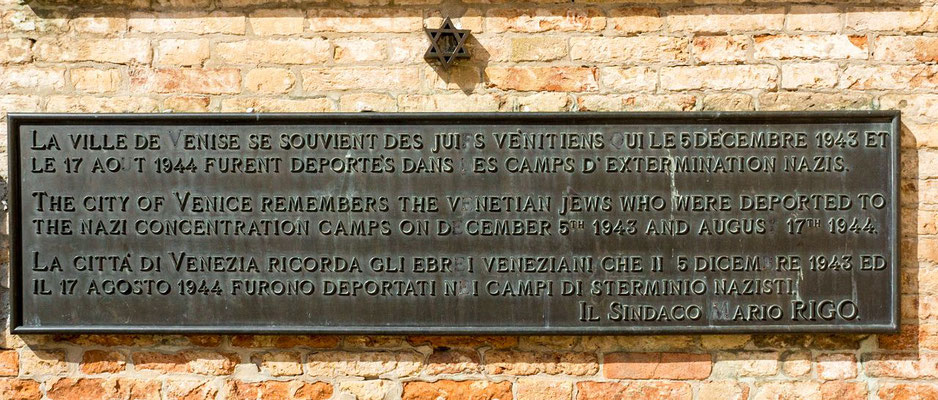 LA VILLE DE VENISE SE SOUVIENT DES JUIFS VENITIENS QUI LE 5 DECEMBRE 1943 ET
LE 17 AOUT 1944 FURENT DEPORTES DANS LES CAMPS D'EXTERMINATION NAZIS.
THE CITY OF VENICE REMEMBERS THE VENETIAN JEWS WHO WERE DEPORTED TO
THE NAZI CONCENTRATION CAMPS ON DECEMBER 5TH 1943 AND AUGUST 17TH 1944.
LA CITTÁ DI VENEZIA RICORDA GLI EBREI VENEZIANI CHE IL 5 DICEMBRE 1943 ED
IL 17 AGOSTO 1944 FURONO DEPORTATI NEI CAMPI DI STERMINIO NAZISTI.
IL SINDACO MARIO RIGO.